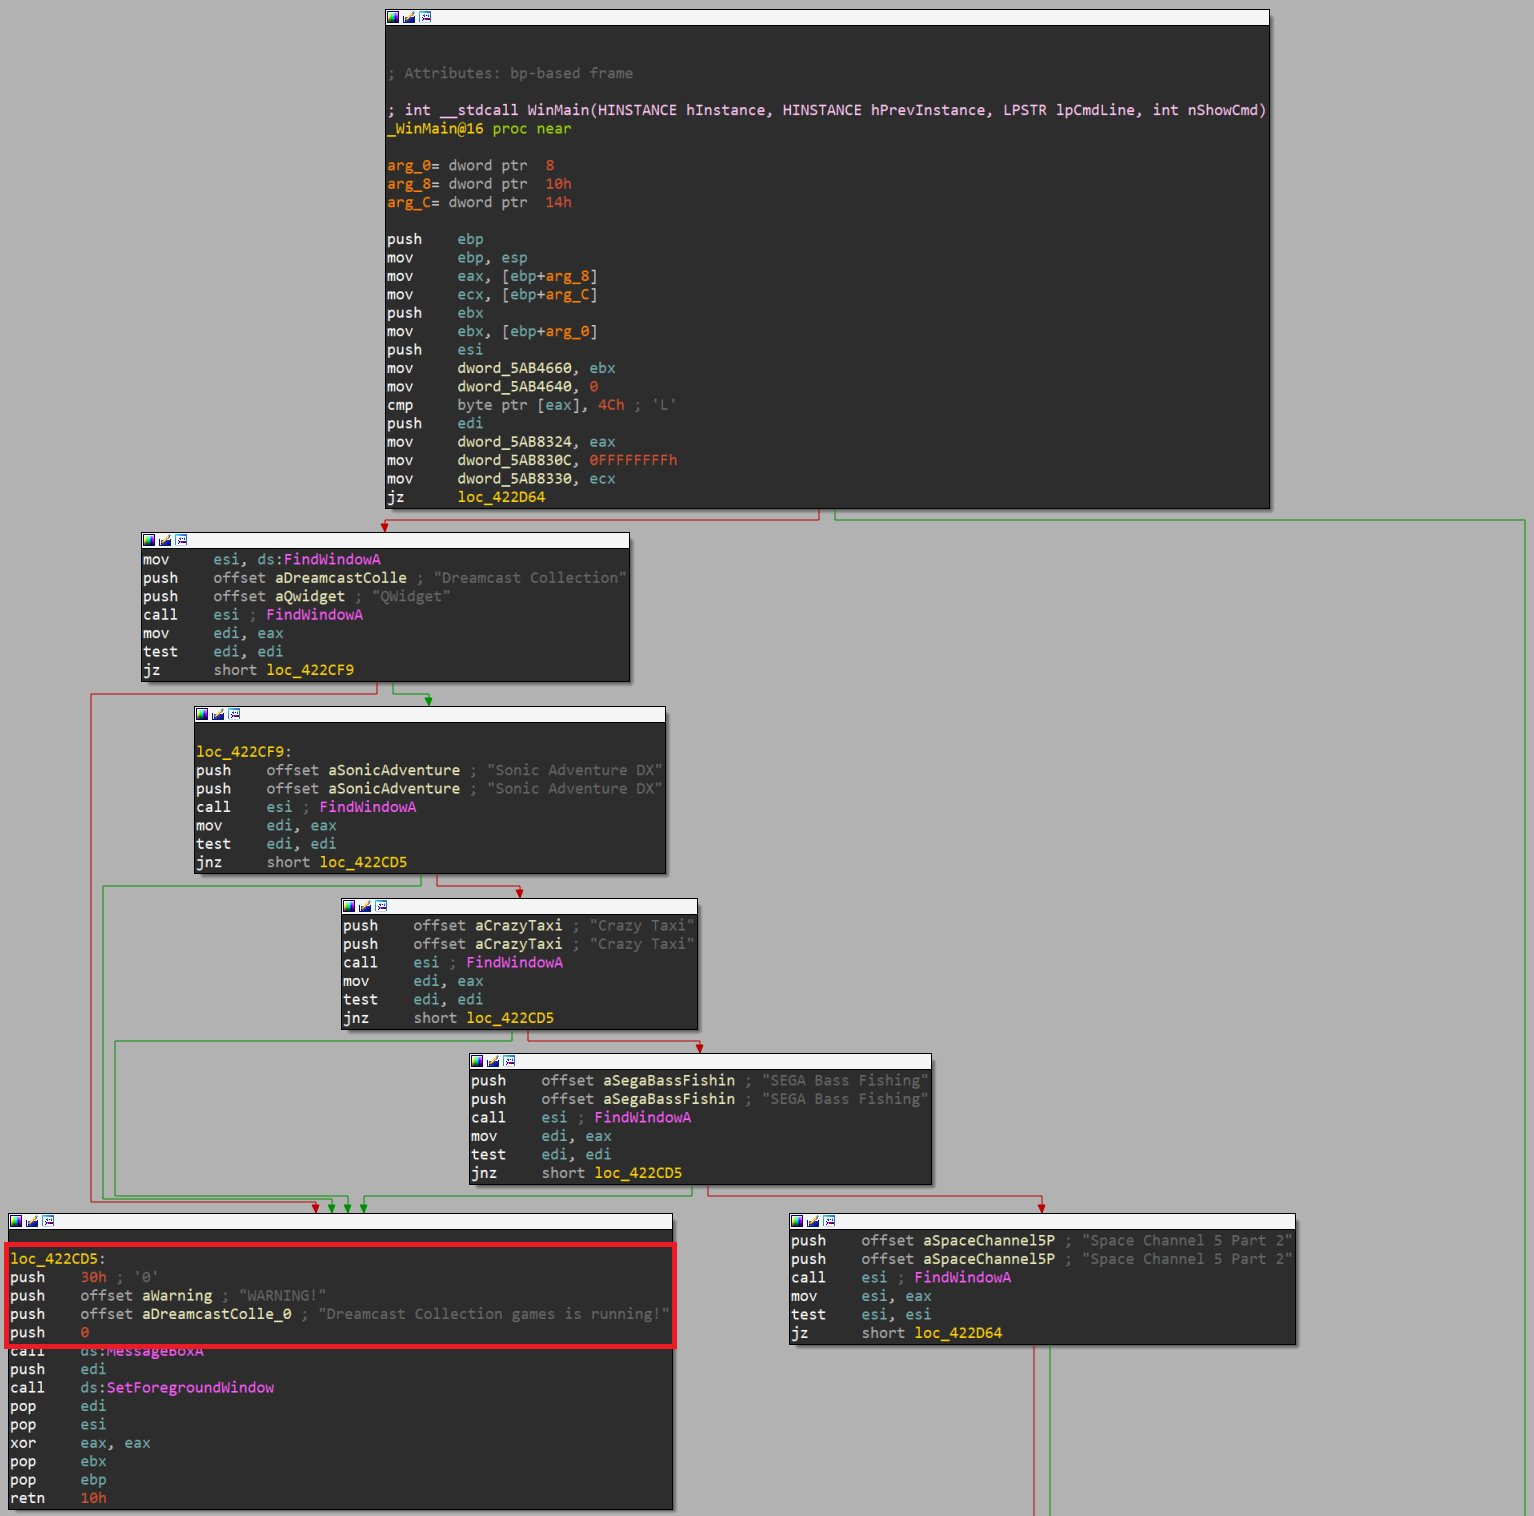 ; Attributes: bp-based frame
; int __stdcall WinMain(HINSTANCE hInstance, HINSTANCE hPrevInstance, LPSTR lpCmdLine, int nShowCmd)
_WinMain@16 proc near
arg_0= dword ptr  8
arg_8= dword ptr  10h
arg_C= dword ptr  14h
push    ebp
mov     ebp, esp
mov     eax, [ebp+arg_8]
mov     ecx, [ebp+arg_C]
push    ebx
mov     ebx, [ebp+arg_0]
push    esi
mov     dword_5AB4660, ebx
mov     dword_5AB4640, 0
cmp     byte ptr [eax], 4Ch ; 'L'
push    edi
mov     dword_5AB8324, eax
mov     dword_5AB830C, 0FFFFFFFFh
mov     dword_5AB8330, ecx
jz      loc_422D64
mov     esi, ds:FindWindowA
push    offset aDreamcastColle ; "Dreamcast Collection"
push    offset aQwidget ; "QWidget"
call    esi ; FindWindowA
mov     edi, eax
test    edi, edi
jz      short loc_422CF9
loc_422CF9:
push    offset aSonicAdventure ; "Sonic Adventure DX"
push    offset aSonicAdventure ; "Sonic Adventure DX"
call    esi ; FindWindowA
mov     edi, eax
test    edi, edi
jnz     short loc_422CD5
push    offset aCrazyTaxi ; "Crazy Taxi"
push    offset aCrazyTaxi ; "Crazy Taxi"
call    esi ; FindWindowA
mov     edi, eax
test    edi, edi
jnz     short loc_422CD5
push    offset aSegaBassFishin ; "SEGA Bass Fishing"
push    offset aSegaBassFishin ; "SEGA Bass Fishing"
call    esi ; FindWindowA
mov     edi, eax
test    edi, edi
jnz     short loc_422CD5
loc_422CD5:
push    30h ; '0'
push    offset aWarning ; "WARNING!"
push    offset aDreamcastColle_0 ; "Dreamcast Collection games is running!"
push    0
call    ds:MessageBoxA
push    edi
call    ds:SetForegroundWindow
pop     edi
pop     esi
xor     eax, eax
pop     ebx
pop     ebp
retn    10h
push    offset aSpaceChannel5P ; "Space Channel 5 Part 2"
push    offset aSpaceChannel5P ; "Space Channel 5 Part 2"
call    esi ; FindWindowA
mov     esi, eax
test    esi, esi
jz      short loc_422D64